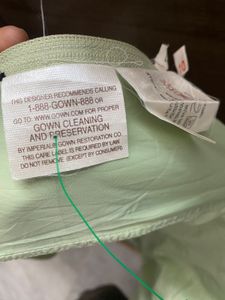 THIS DESIGNER RECOMMENDS CALLING
1-888-GOWN-888 OR
GO TO: WWW.GOWN.COM FOR PROPER
GOWN CLEANING
AND PRESERVATION
BY IMPERIAL GOWN RESTORATION CO.
THIS CARE LABEL IS REQUIRED BY LAW
DO NOT REMOVE (EXCEPT BY CONSUMER)